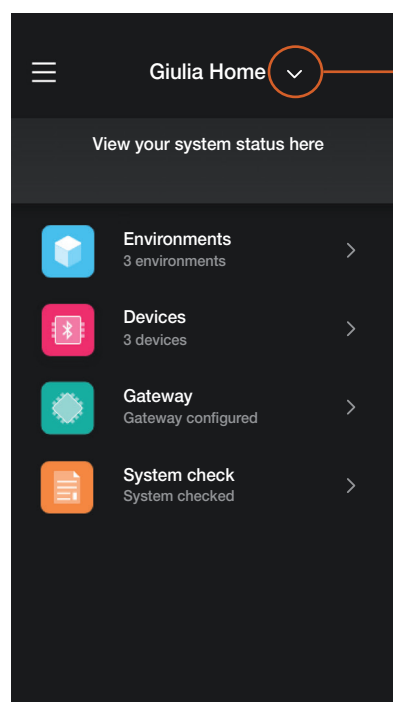 Giulia Home
View your system status here
Environments
3 environments
Devices
3 devices
Gateway
Gateway configured
System check
System checked